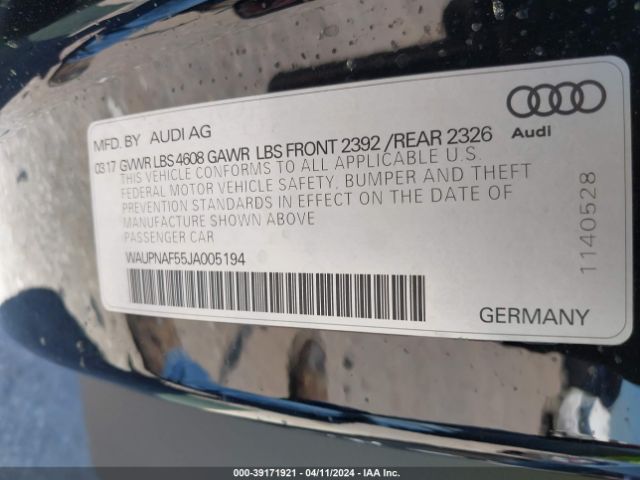 MFD. BY AUDI AG
0317 GVWR LBS 4608 GAWR LBS FRONT 2392 /REAR 2326
THIS VEHICLE CONFORMS TO ALL APPLICABLE U.S.
FEDERAL MOTOR VEHICLE SAFETY, BUMPER AND THEFT
PREVENTION STANDARDS IN EFFECT ON THE DATE OF
MANUFACTURE SHOWN ABOVE
PASSENGER CAR
WAUPNAF55JA005194
Audi
1140528
GERMANY
000-39171921 / 04/11/2024 / IAA Inc.